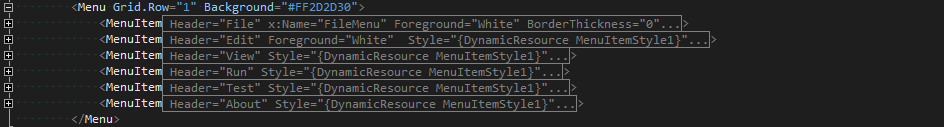 <Menu Grid.Row="1" Background="#FF2D2D30">
<MenuItem Header="File" x:Name="FileMenu" Foreground="White" BorderThickness="0"...>
<MenuItem Header="Edit" Foreground="White"  Style="{DynamicResource MenuItemStyle1}"...>
<MenuItem Header="View" Style="{DynamicResource MenuItemStyle1}"...>
<MenuItem Header="Run" Style="{DynamicResource MenuItemStyle1}"...>
<MenuItem Header="Test" Style="{DynamicResource MenuItemStyle1}"...>
<MenuItem Header="About" Style="{DynamicResource MenuItemStyle1}"...>
</Menu>